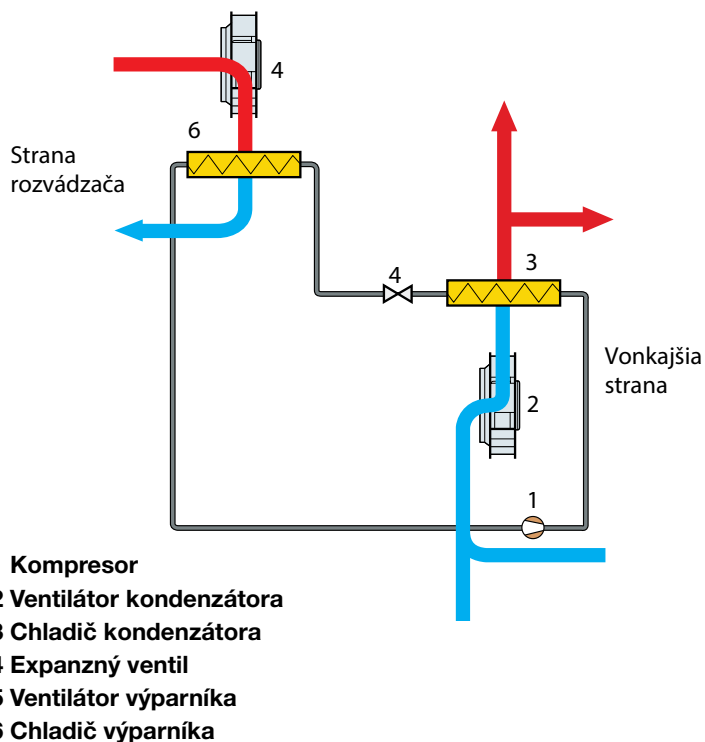 4
6
Strana
rozvádzača
4
3
Vonkajšia
strana
2
1
Kompresor
2 Ventilátor kondenzátora
3 Chladič kondenzátora
4 Expanzný ventil
5 Ventilátor výparníka
6 Chladič výparníka